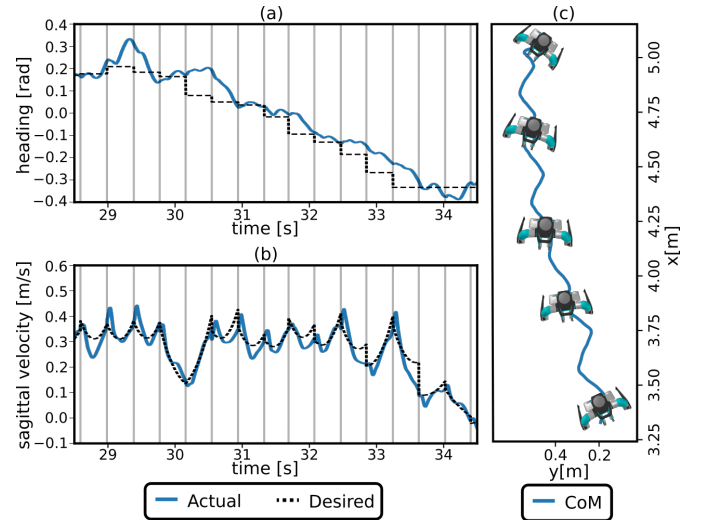 (a)
heading [rad]
0.4
0.3
0.2
0.1
0.0
−0.1
−0.2
−0.3
−0.4
29 30 31 32 33 34
time [s]
(b)
sagittal velocity [m/s]
0.6
0.5
0.4
0.3
0.2
0.1
0.0
−0.1
29 30 31 32 33 34
time [s]
Actual Desired
(c)
5.00
4.75
4.50
4.25
4.00
3.75
3.50
3.25
x[m]
0.4 0.2
y[m]
CoM